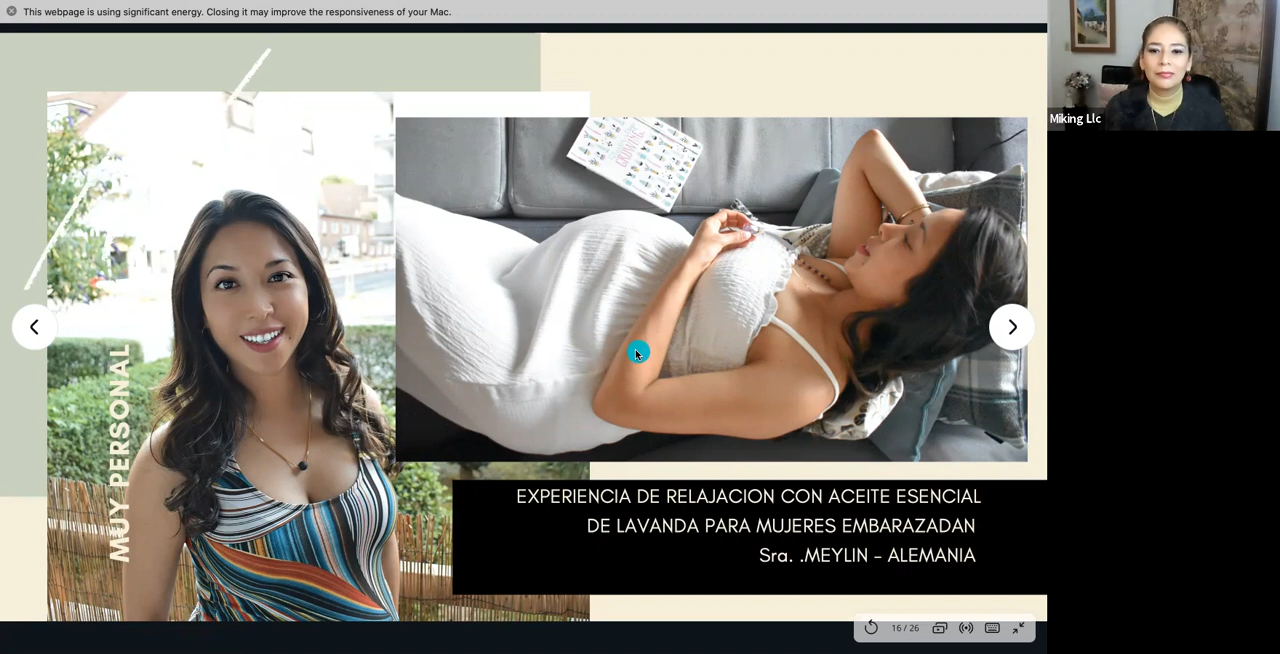 This webpage is using significant energy. Closing it may improve the responsiveness of your Mac.
Miking Llc
GROWING
MUY PERSONAL
EXPERIENCIA DE RELAJACION CON ACEITE ESENCIAL
DE LAVANDA PARA MUJERES EMBARAZADAN
Sra. .MEYLIN - ALEMANIA
16 / 26